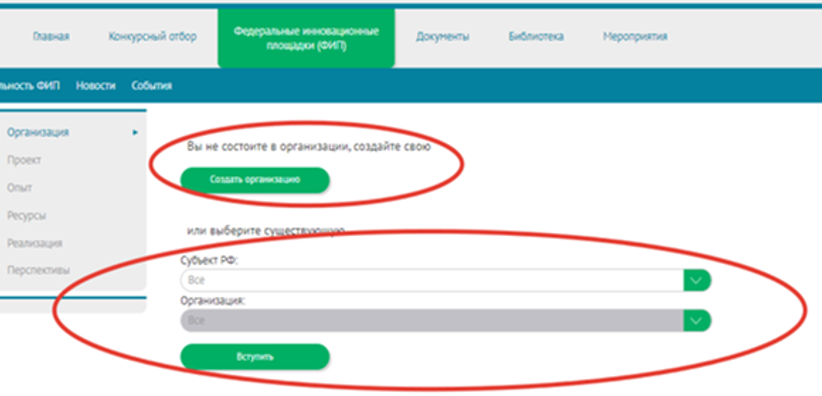 Главная
Конкурсный отбор
Федеральные инновационные
площадки (ФИП)
Документы
Библиотека
Мероприятия
ФИП
Новости
События
Организация
Проект
Опыт
Ресурсы
Реализация
Перспективы
Вы не состоите в организации, создайте свою
Создать организацию
или выберите существующую
Субъект РФ:
Все
Организация:
Все
Вступить